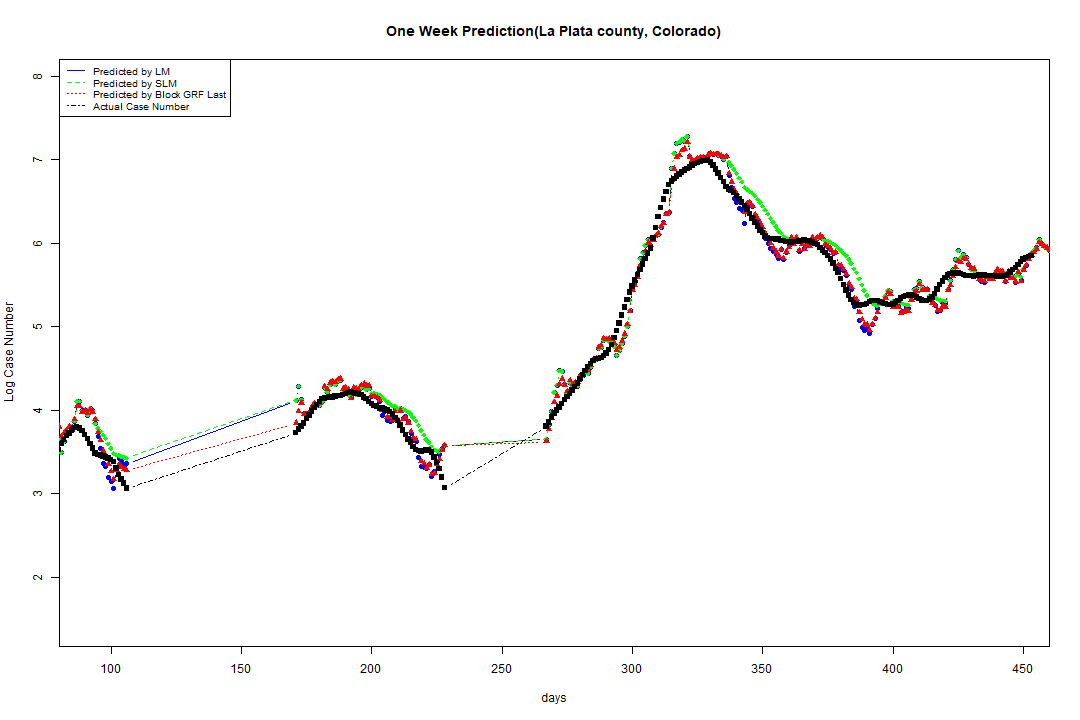 One Week Prediction(La Plata county, Colorado)
Predicted by LM
Predicted by SLM
Predicted by Block GRF Last
Actual Case Number
8
7
6
5
4
3
2
Log Case Number
100 150 200 250 300 350 400 450
days